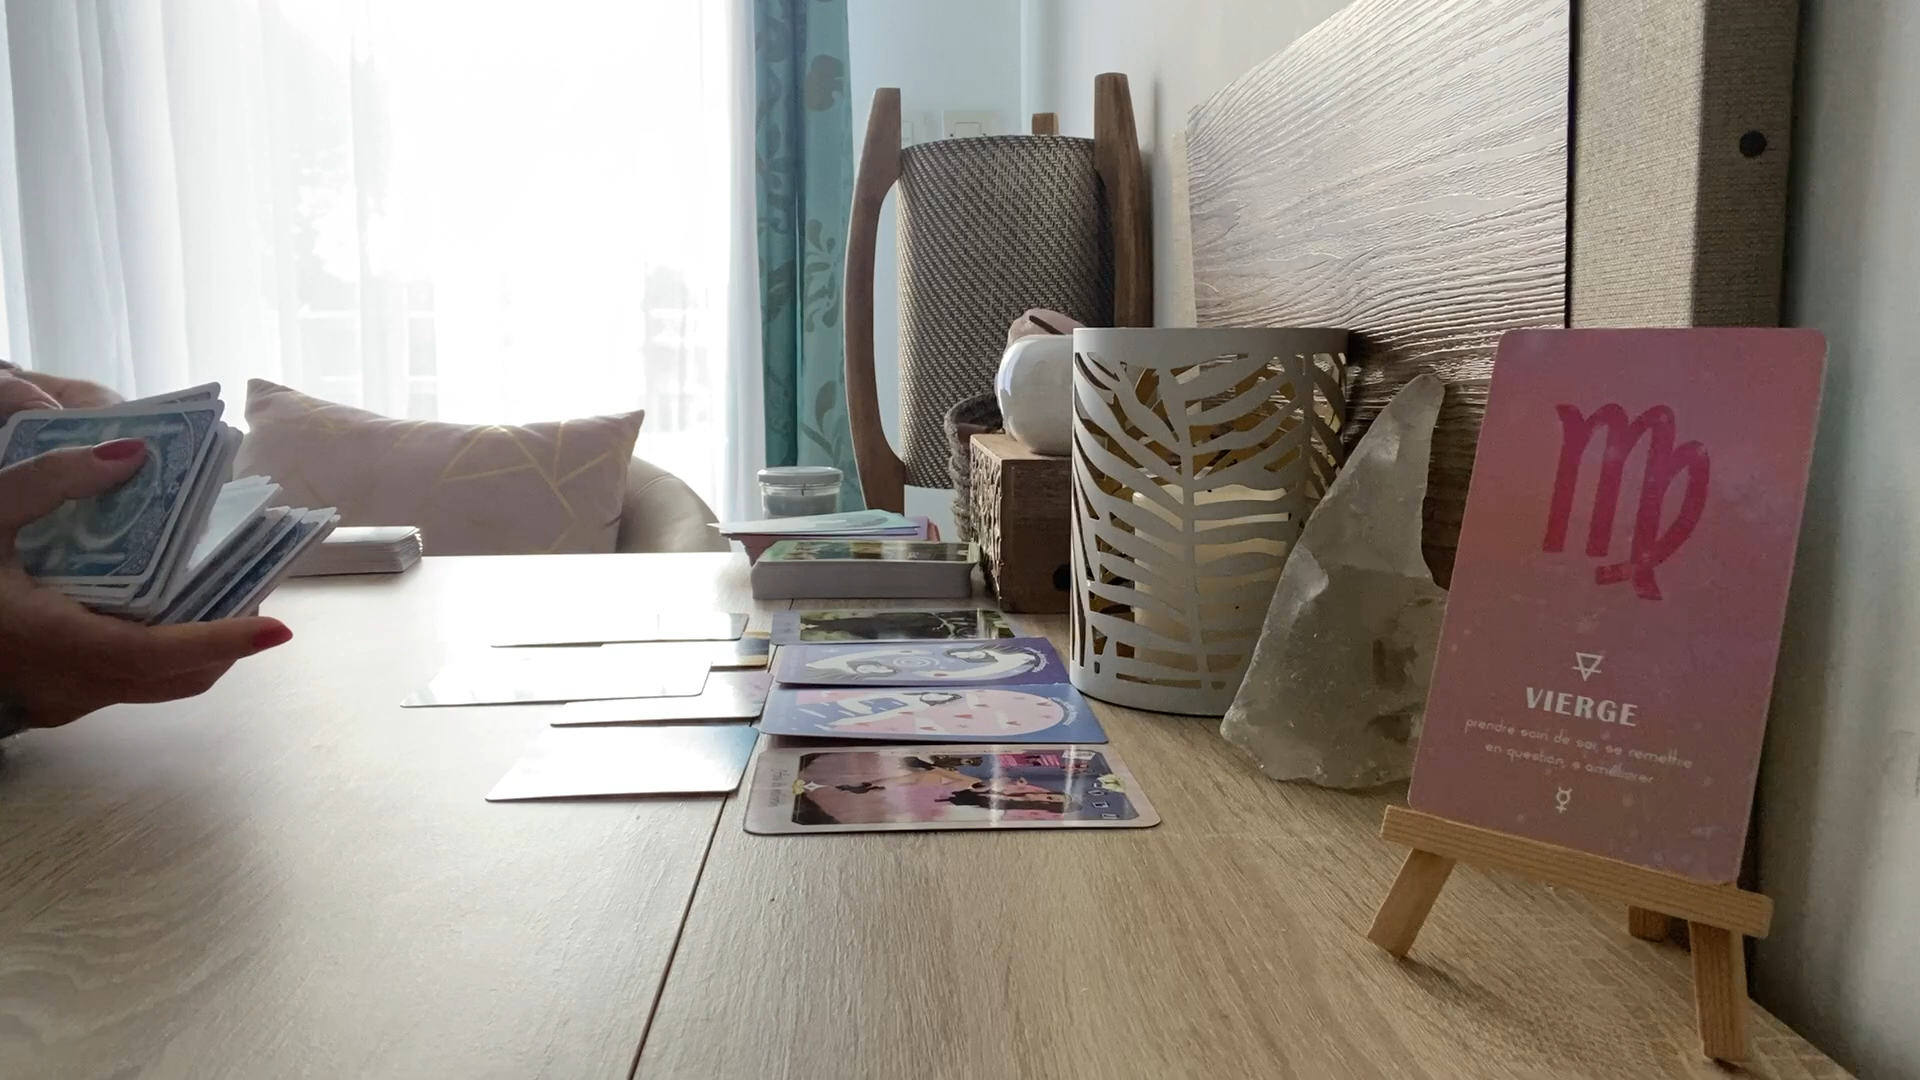 VIERGE
prendre soin de soi, se remettre
en question, s'améliorer